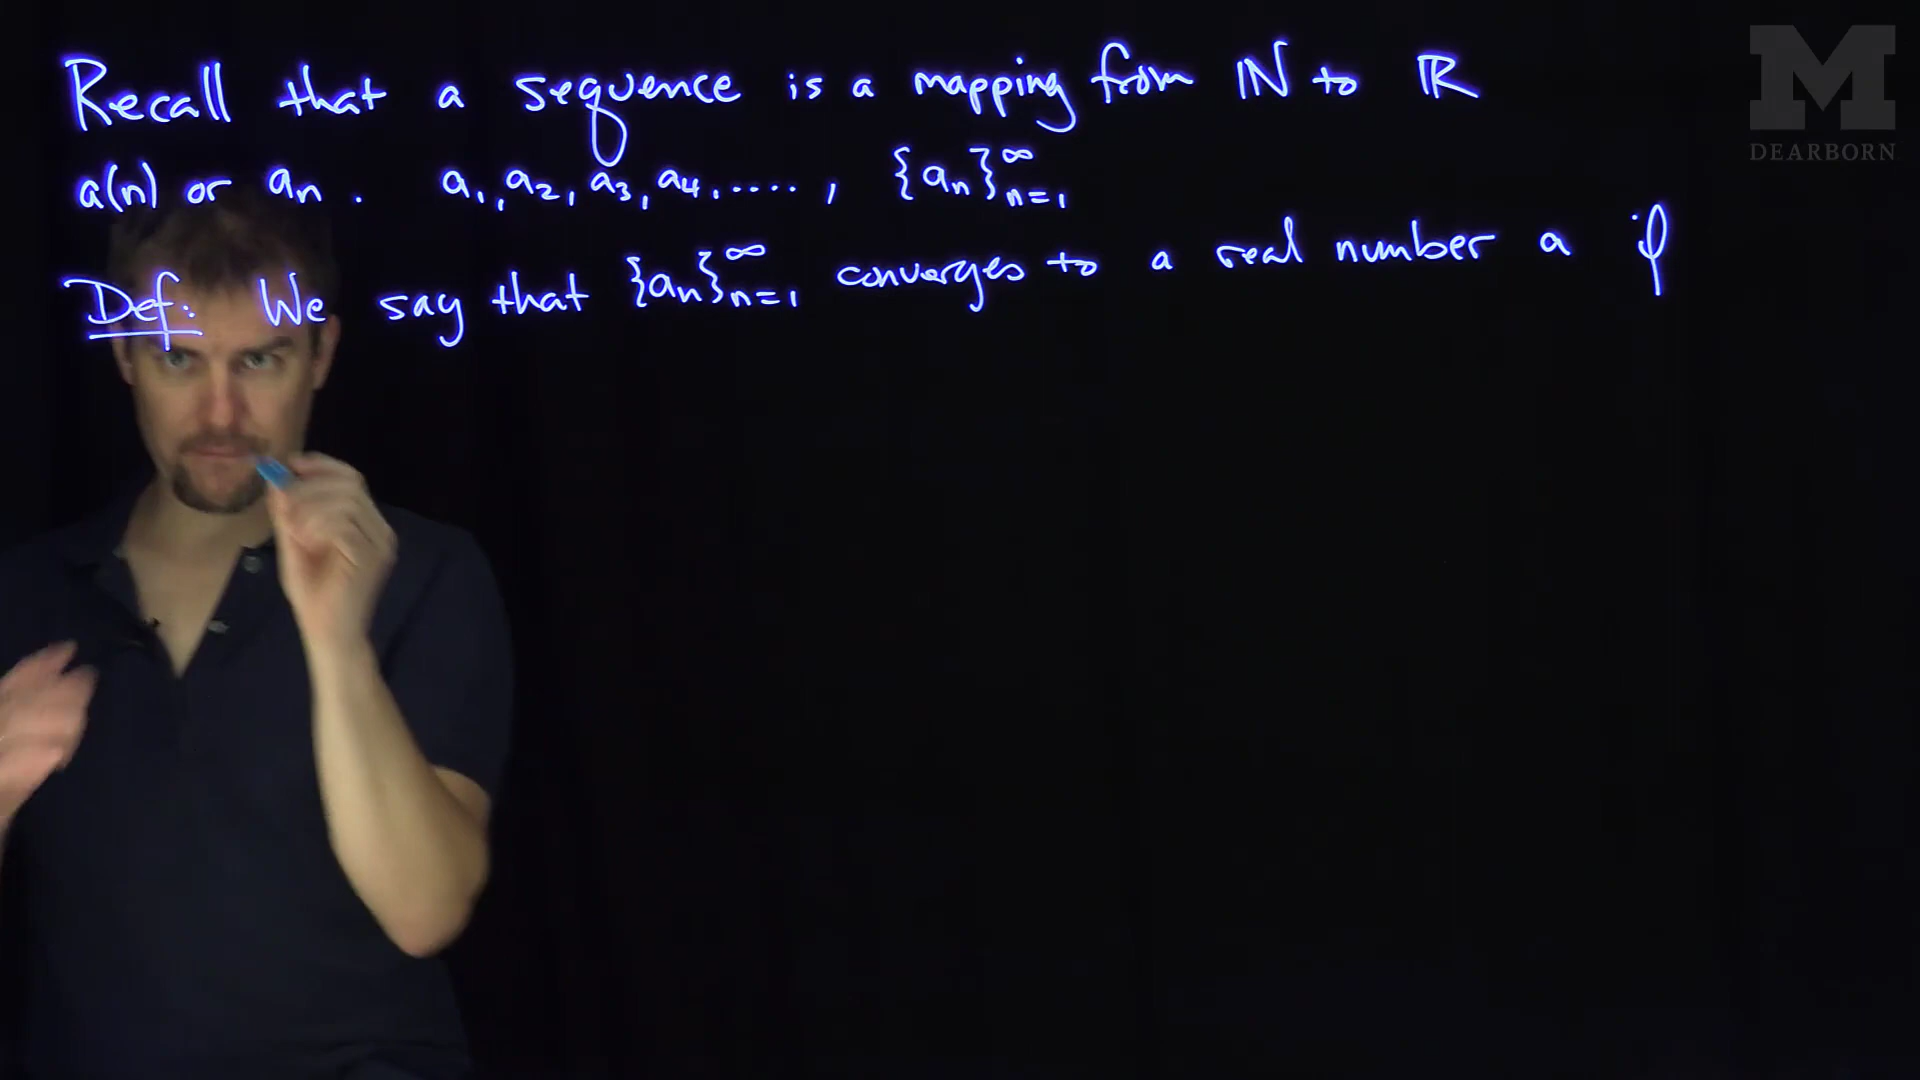 Recall that a sequence is a mapping from ℕ to ℝ
a(n) or aₙ. a₁, a₂, a₃, a₄, ....., {aₙ}ₙ₌₁^∞
Def: We say that {aₙ}ₙ₌₁^∞ converges to a real number a if
M
DEARBORN